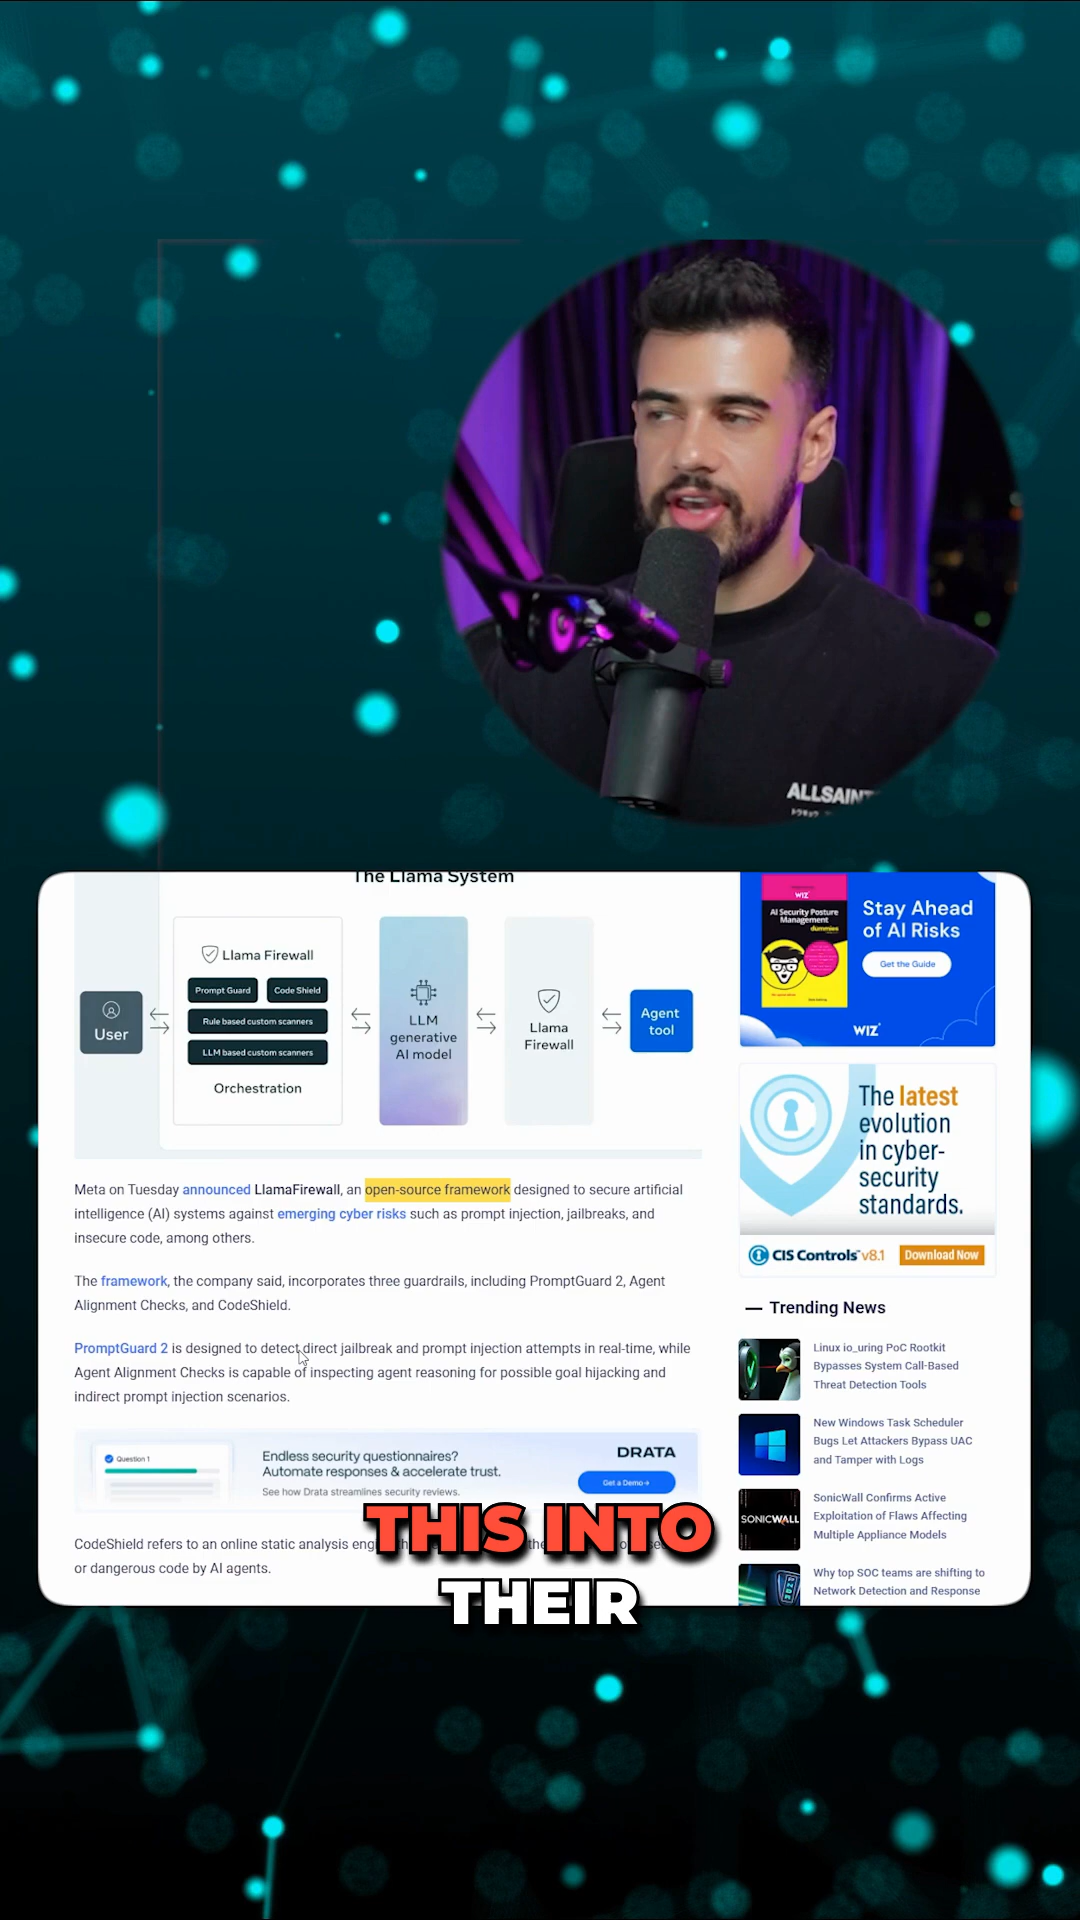 ALLSAINT
The Llama System
User
Llama Firewall
Prompt Guard
Code Shield
Rule based custom scanners
LLM based custom scanners
Orchestration
LLM
generative
AI model
Llama
Firewall
Agent
tool
Meta on Tuesday announced LlamaFirewall, an open-source framework designed to secure artificial
intelligence (AI) systems against emerging cyber risks such as prompt injection, jailbreaks, and
insecure code, among others.
The framework, the company said, incorporates three guardrails, including PromptGuard 2, Agent
Alignment Checks, and CodeShield.
PromptGuard 2 is designed to detect direct jailbreak and prompt injection attempts in real-time, while
Agent Alignment Checks is capable of inspecting agent reasoning for possible goal hijacking and
indirect prompt injection scenarios.
Question 1
Endless security questionnaires?
Automate responses & accelerate trust.
See how Drata streamlines security reviews.
DRATA
Get a Demo→
CodeShield refers to an online static analysis
or dangerous code by AI agents.
THIS INTO
THEIR
WIZ
AI Security Posture
Management
dummies
Stay Ahead
of AI Risks
Get the Guide
WIZ
The latest
evolution
in cyber-
security
standards.
CIS Controls™ v8.1
Download Now
— Trending News
Linux io_uring PoC Rootkit
Bypasses System Call-Based
Threat Detection Tools
New Windows Task Scheduler
Bugs Let Attackers Bypass UAC
and Tamper with Logs
SONICWALL
SonicWall Confirms Active
Exploitation of Flaws Affecting
Multiple Appliance Models
Why top SOC teams are shifting to
Network Detection and Response